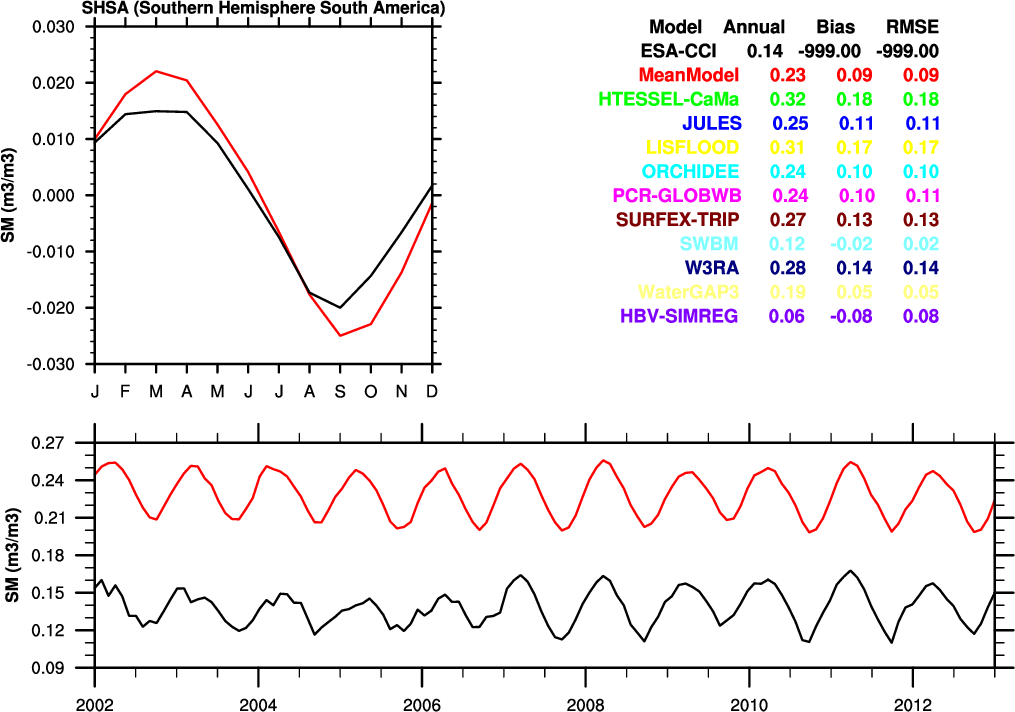 SHSA (Southern Hemisphere South America)
0.030
0.020
0.010
0.000
-0.010
-0.020
-0.030
SM (m3/m3)
J F M A M J J A S O N D
Model Annual Bias RMSE
ESA-CCI 0.14 -999.00 -999.00
MeanModel 0.23 0.09 0.09
HTESSEL-CaMa 0.32 0.18 0.18
JULES 0.25 0.11 0.11
LISFLOOD 0.31 0.17 0.17
ORCHIDEE 0.24 0.10 0.10
PCR-GLOBWB 0.24 0.10 0.11
SURFEX-TRIP 0.27 0.13 0.13
SWBM 0.12 -0.02 0.02
W3RA 0.28 0.14 0.14
WaterGAP3 0.19 0.05 0.05
HBV-SIMREG 0.06 -0.08 0.08
0.27
0.24
0.21
0.18
0.15
0.12
0.09
SM (m3/m3)
2002 2004 2006 2008 2010 2012